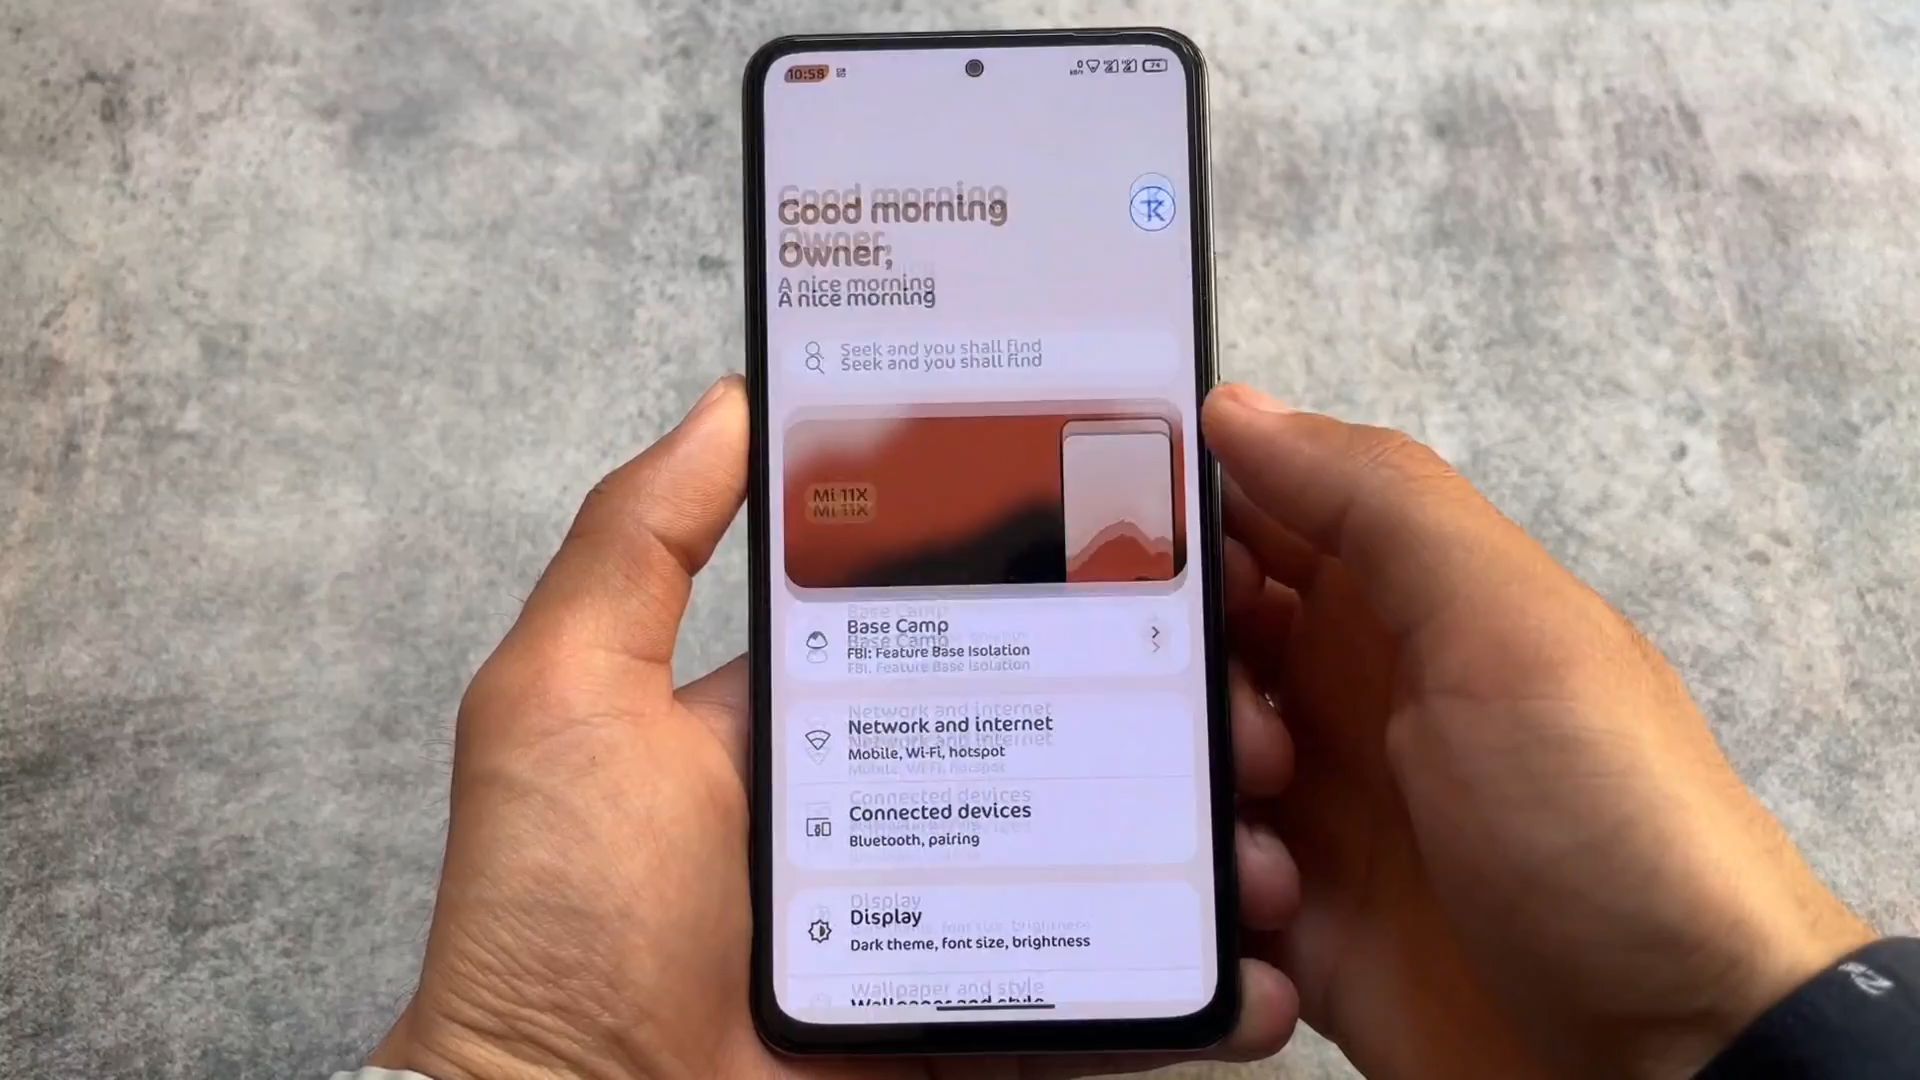 10:58
0
74
Good morning
Owner,
A nice morning
Seek and you shall find
Mi 11X
Base Camp
FBI: Feature Base Isolation
Network and internet
Mobile, Wi-Fi, hotspot
Connected devices
Bluetooth, pairing
Display
Dark theme, font size, brightness
Wallpaper and style